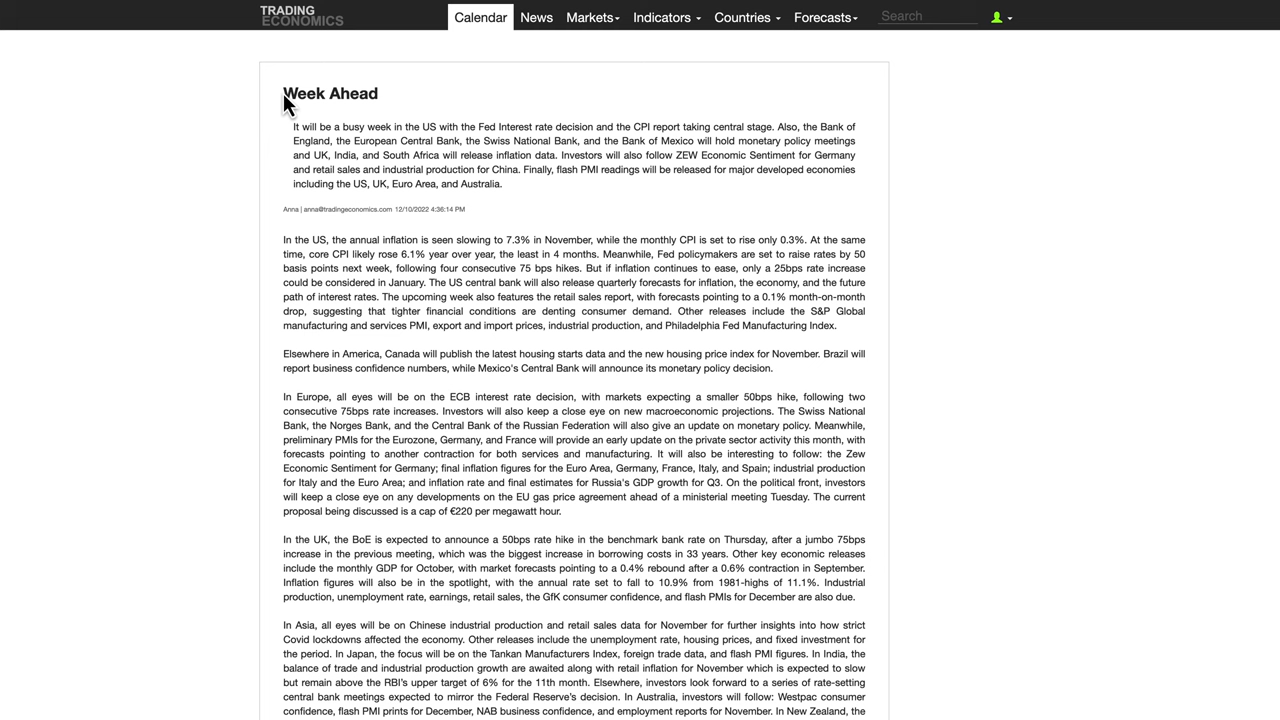 TRADING
ECONOMICS
Calendar News Markets Indicators Countries Forecasts Search
Week Ahead
It will be a busy week in the US with the Fed Interest rate decision and the CPI report taking central stage. Also, the Bank of
England, the European Central Bank, the Swiss National Bank, and the Bank of Mexico will hold monetary policy meetings
and UK, India, and South Africa will release inflation data. Investors will also follow ZEW Economic Sentiment for Germany
and retail sales and industrial production for China. Finally, flash PMI readings will be released for major developed economies
including the US, UK, Euro Area, and Australia.
Anna | anna@tradingeconomics.com 12/10/2022 4:36:14 PM
In the US, the annual inflation is seen slowing to 7.3% in November, while the monthly CPI is set to rise only 0.3%. At the same
time, core CPI likely rose 6.1% year over year, the least in 4 months. Meanwhile, Fed policymakers are set to raise rates by 50
basis points next week, following four consecutive 75 bps hikes. But if inflation continues to ease, only a 25bps rate increase
could be considered in January. The US central bank will also release quarterly forecasts for inflation, the economy, and the future
path of interest rates. The upcoming week also features the retail sales report, with forecasts pointing to a 0.1% month-on-month
drop, suggesting that tighter financial conditions are denting consumer demand. Other releases include the S&P Global
manufacturing and services PMI, export and import prices, industrial production, and Philadelphia Fed Manufacturing Index.
Elsewhere in America, Canada will publish the latest housing starts data and the new housing price index for November. Brazil will
report business confidence numbers, while Mexico's Central Bank will announce its monetary policy decision.
In Europe, all eyes will be on the ECB interest rate decision, with markets expecting a smaller 50bps hike, following two
consecutive 75bps rate increases. Investors will also keep a close eye on new macroeconomic projections. The Swiss National
Bank, the Norges Bank, and the Central Bank of the Russian Federation will also give an update on monetary policy. Meanwhile,
preliminary PMIs for the Eurozone, Germany, and France will provide an early update on the private sector activity this month, with
forecasts pointing to another contraction for both services and manufacturing. It will also be interesting to follow: the Zew
Economic Sentiment for Germany; final inflation figures for the Euro Area, Germany, France, Italy, and Spain; industrial production
for Italy and the Euro Area; and inflation rate and final estimates for Russia's GDP growth for Q3. On the political front, investors
will keep a close eye on any developments on the EU gas price agreement ahead of a ministerial meeting Tuesday. The current
proposal being discussed is a cap of €220 per megawatt hour.
In the UK, the BoE is expected to announce a 50bps rate hike in the benchmark bank rate on Thursday, after a jumbo 75bps
increase in the previous meeting, which was the biggest increase in borrowing costs in 33 years. Other key economic releases
include the monthly GDP for October, with market forecasts pointing to a 0.4% rebound after a 0.6% contraction in September.
Inflation figures will also be in the spotlight, with the annual rate set to fall to 10.9% from 1981-highs of 11.1%. Industrial
production, unemployment rate, earnings, retail sales, the GfK consumer confidence, and flash PMIs for December are also due.
In Asia, all eyes will be on Chinese industrial production and retail sales data for November for further insights into how strict
Covid lockdowns affected the economy. Other releases include the unemployment rate, housing prices, and fixed investment for
the period. In Japan, the focus will be on the Tankan Manufacturers Index, foreign trade data, and flash PMI figures. In India, the
balance of trade and industrial production growth are awaited along with retail inflation for November which is expected to slow
but remain above the RBI's upper target of 6% for the 11th month. Elsewhere, investors look forward to a series of rate-setting
central bank meetings expected to mirror the Federal Reserve's decision. In Australia, investors will follow: Westpac consumer
confidence, flash PMI prints for December, NAB business confidence, and employment reports for November. In New Zealand, the